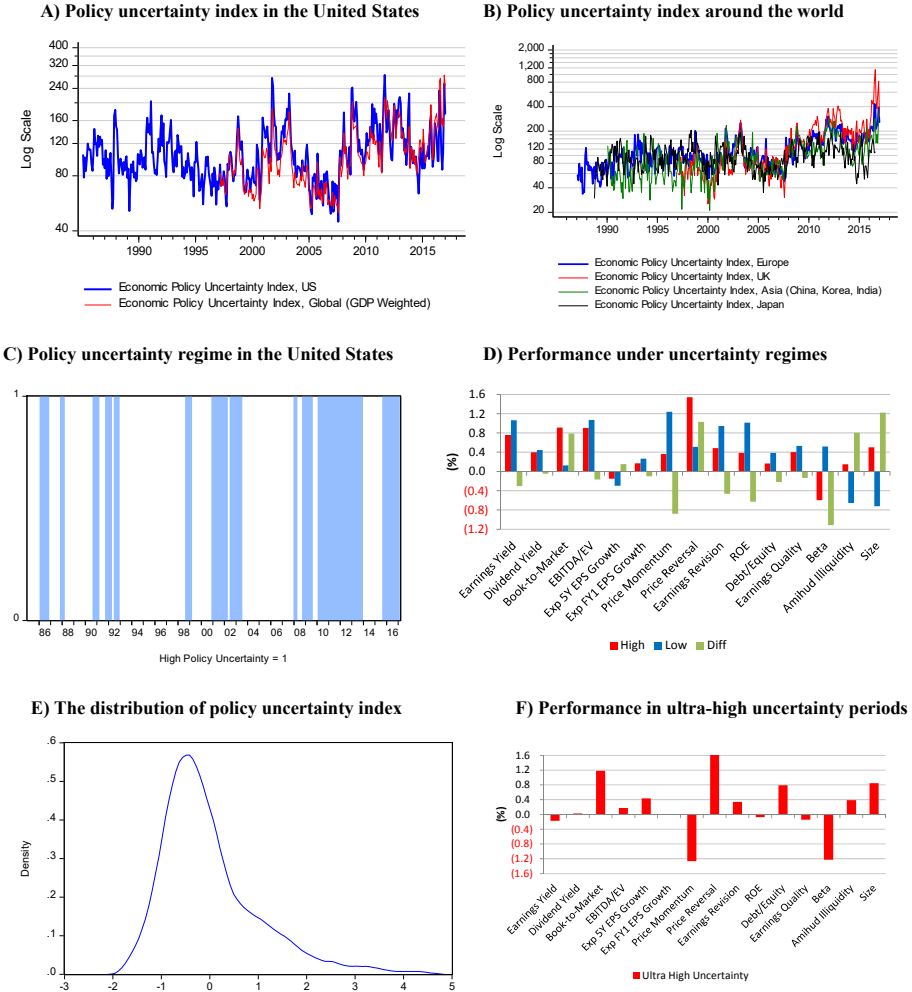 A) Policy uncertainty index in the United States
B) Policy uncertainty index around the world
400
320
240
160
120
80
40
Log Scale
1990 1995 2000 2005 2010 2015
Economic Policy Uncertainty Index, US
Economic Policy Uncertainty Index, Global (GDP Weighted)
2,000
1,200
800
400
200
120
80
40
20
Log Scale
1990 1995 2000 2005 2010 2015
Economic Policy Uncertainty Index, Europe
Economic Policy Uncertainty Index, UK
Economic Policy Uncertainty Index, Asia (China, Korea, India)
Economic Policy Uncertainty Index, Japan
C) Policy uncertainty regime in the United States
D) Performance under uncertainty regimes
1
0
86 88 90 92 94 96 98 00 02 04 06 08 10 12 14 16
High Policy Uncertainty = 1
1.6
1.2
0.8
0.4
0.0
(0.4)
(0.8)
(1.2)
(%)
Earnings Yield
Dividend Yield
Book-to-Market
EBITDA/EV
Exp 5Y EPS Growth
Exp FY1 EPS Growth
Price Momentum
Price Reversal
Earnings Revision
ROE
Debt/Equity
Earnings Quality
Beta
Amihud Illiquidity
Size
High Low Diff
E) The distribution of policy uncertainty index
F) Performance in ultra-high uncertainty periods
.6
.5
.4
.3
.2
.1
.0
Density
-3 -2 -1 0 1 2 3 4 5
1.6
1.2
0.8
0.4
0.0
(0.4)
(0.8)
(1.2)
(1.6)
(%)
Earnings Yield
Dividend Yield
Book-to-Market
EBITDA/EV
Exp 5Y EPS Growth
Exp FY1 EPS Growth
Price Momentum
Price Reversal
Earnings Revision
ROE
Debt/Equity
Earnings Quality
Beta
Amihud Illiquidity
Size
Ultra High Uncertainty